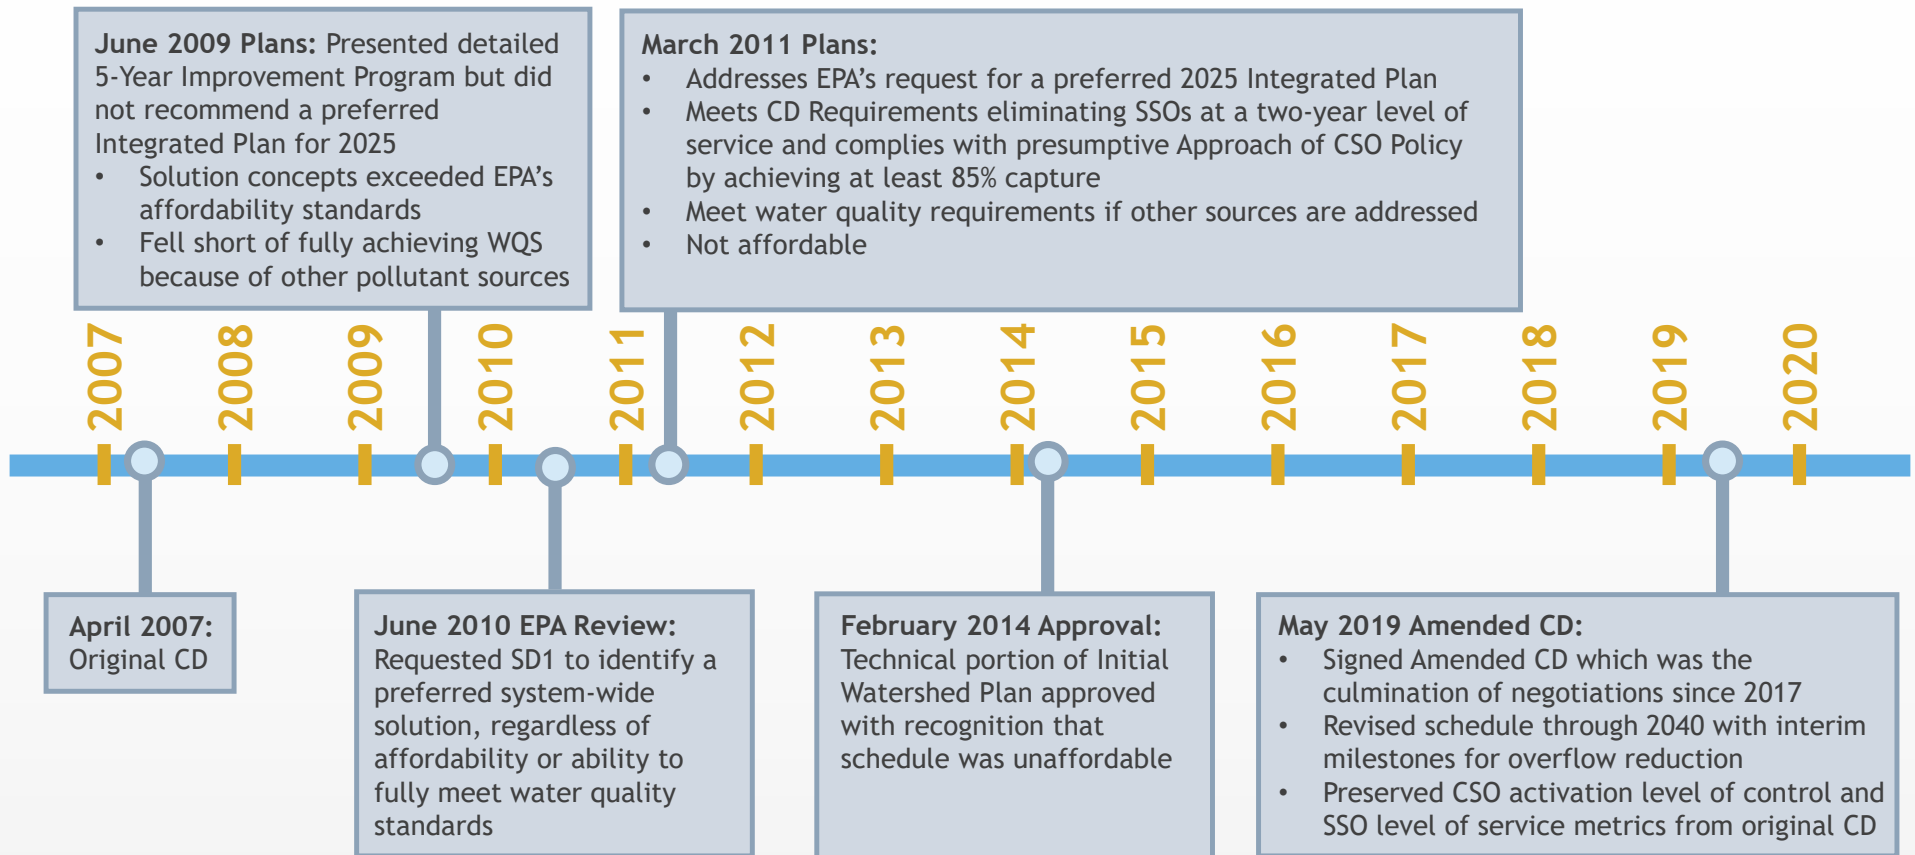 June 2009 Plans: Presented detailed
5-Year Improvement Program but did
not recommend a preferred
Integrated Plan for 2025
• Solution concepts exceeded EPA's
affordability standards
• Fell short of fully achieving WQS
because of other pollutant sources
March 2011 Plans:
• Addresses EPA's request for a preferred 2025 Integrated Plan
• Meets CD Requirements eliminating SSOs at a two-year level of
service and complies with presumptive Approach of CSO Policy
by achieving at least 85% capture
• Meet water quality requirements if other sources are addressed
• Not affordable
2007
2008
2009
2010
2011
2012
2013
2014
2015
2016
2017
2018
2019
2020
April 2007:
Original CD
June 2010 EPA Review:
Requested SD1 to identify a
preferred system-wide
solution, regardless of
affordability or ability to
fully meet water quality
standards
February 2014 Approval:
Technical portion of Initial
Watershed Plan approved
with recognition that
schedule was unaffordable
May 2019 Amended CD:
• Signed Amended CD which was the
culmination of negotiations since 2017
• Revised schedule through 2040 with interim
milestones for overflow reduction
• Preserved CSO activation level of control and
SSO level of service metrics from original CD